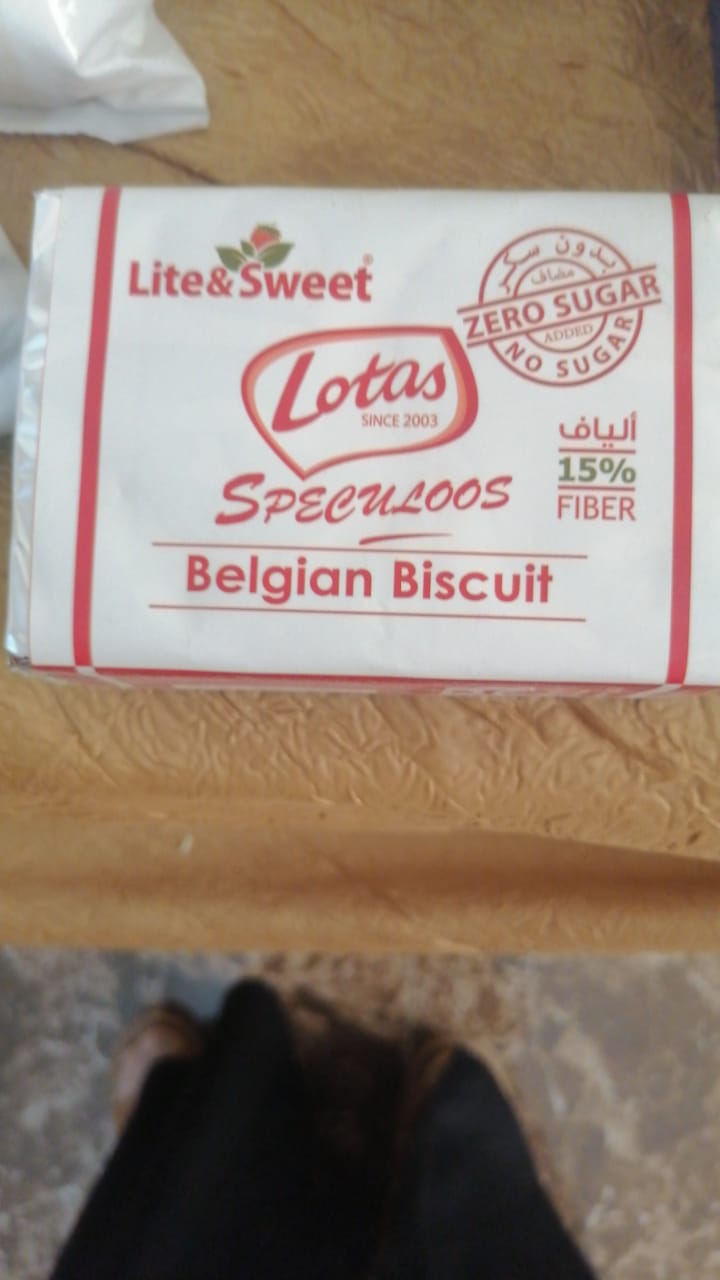 Lite&Sweet®
بدون سكر
مضاف
ZERO SUGAR
ADDED
NO SUGAR
Lotas
SINCE 2003
SPECULOOS
ألياف
15%
FIBER
Belgian Biscuit